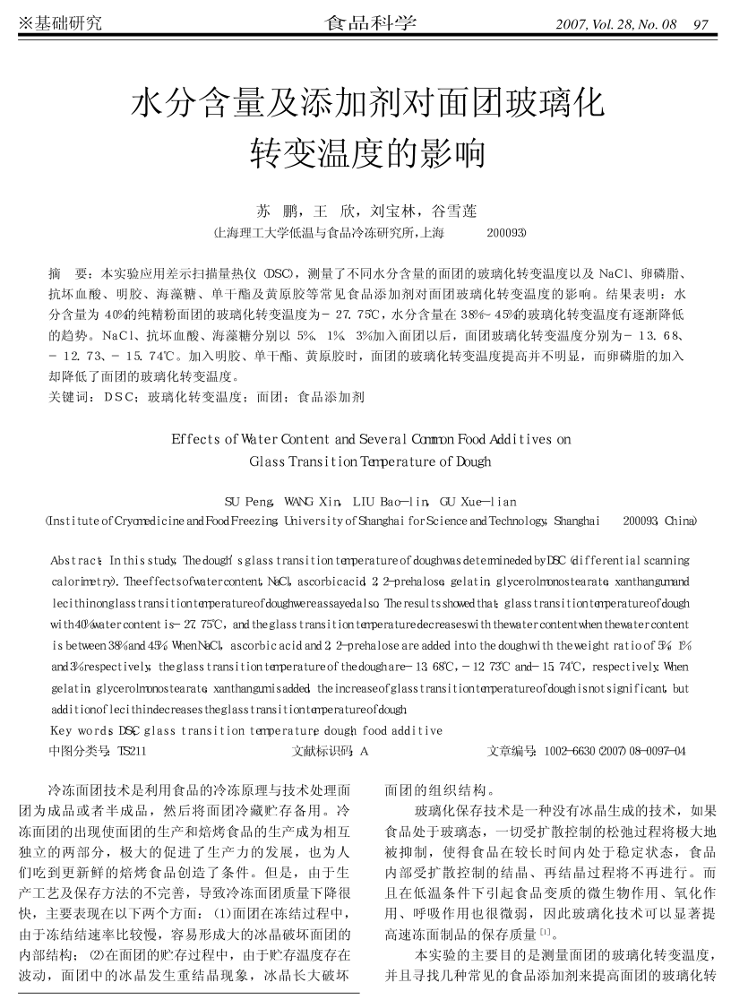 ※基础研究 食品科学 2007, Vol. 28, No. 08 97
水分含量及添加剂对面团玻璃化
转变温度的影响
苏 鹏，王 欣，刘宝林，谷雪莲
(上海理工大学低温与食品冷冻研究所，上海 200093)
摘 要：本实验应用差示扫描量热仪(DSC)，测量了不同水分含量的面团的玻璃化转变温度以及NaCl、卵磷脂、
抗坏血酸、明胶、海藻糖、单干酯及黄原胶等常见食品添加剂对面团玻璃化转变温度的影响。结果表明：水
分含量为40%的纯精粉面团的玻璃化转变温度为－27.75℃，水分含量在38%～45%的玻璃化转变温度有逐渐降低
的趋势。NaCl、抗坏血酸、海藻糖分别以5%、1%、3%加入面团以后，面团玻璃化转变温度分别为－13.68、
－12.73、－15.74℃。加入明胶、单干酯、黄原胶时，面团的玻璃化转变温度提高并不明显，而卵磷脂的加入
却降低了面团的玻璃化转变温度。
关键词：DSC；玻璃化转变温度；面团；食品添加剂
Effects of Water Content and Several Common Food Additives on
Glass Transition Temperature of Dough
SU Peng, WANG Xin, LIU Bao-lin, GU Xue-lian
(Institute of Cryomedicine and Food Freezing, University of Shanghai for Science and Technology, Shanghai 200093, China)
Abstract: In this study, The dough's glass transition temperature of dough was determineded by DSC (differential scanning
calorimetry). The effects of water content, NaCl, ascorbic acid, 2, 2-prehalose, gelatin, glycerolmonostearate, xanthangum and
lecithin on glass transition temperature of dough were assayed also. The results showed that: glass transition temperature of dough
with 40% water content is－27.75℃, and the glass transition temperature decreases with the water content when the water content
is between 38% and 45%. When NaCl, ascorbic acid and 2, 2-prehalose are added into the dough with the weight ratio of 5%, 1%
and 3% respectively, the glass transition temperature of the dough are－13.68℃,－12.73℃ and－15.74℃, respectively. When
gelatin, glycerolmonostearate, xanthangum is added, the increase of glass transition temperature of dough is not significant, but
addition of lecithin decreases the glass transition temperature of dough.
Key words: DSC; glass transition temperature; dough; food additive
中图分类号：TS211 文献标识码：A 文章编号：1002-6630(2007)08-0097-04
冷冻面团技术是利用食品的冷冻原理与技术处理面
团为成品或者半成品，然后将面团冷藏贮存备用。冷
冻面团的出现使面团的生产和焙烤食品的生产成为相互
独立的两部分，极大的促进了生产力的发展，也为人
们吃到更新鲜的焙烤食品创造了条件。但是，由于生
产工艺及保存方法的不完善，导致冷冻面团质量下降很
快，主要表现在以下两个方面：(1)面团在冻结过程中，
由于冻结结速率比较慢，容易形成大的冰晶破坏面团的
内部结构；(2)在面团的贮存过程中，由于贮存温度存在
波动，面团中的冰晶发生重结晶现象，冰晶长大破坏
面团的组织结构。
玻璃化保存技术是一种没有冰晶生成的技术，如果
食品处于玻璃态，一切受扩散控制的松弛过程将极大地
被抑制，使得食品在较长时间内处于稳定状态，食品
内部受扩散控制的结晶、再结晶过程将不再进行。而
且在低温条件下引起食品变质的微生物作用、氧化作
用、呼吸作用也很微弱，因此玻璃化技术可以显著提
高速冻面制品的保存质量[1]。
本实验的主要目的是测量面团的玻璃化转变温度，
并且寻找几种常见的食品添加剂来提高面团的玻璃化转